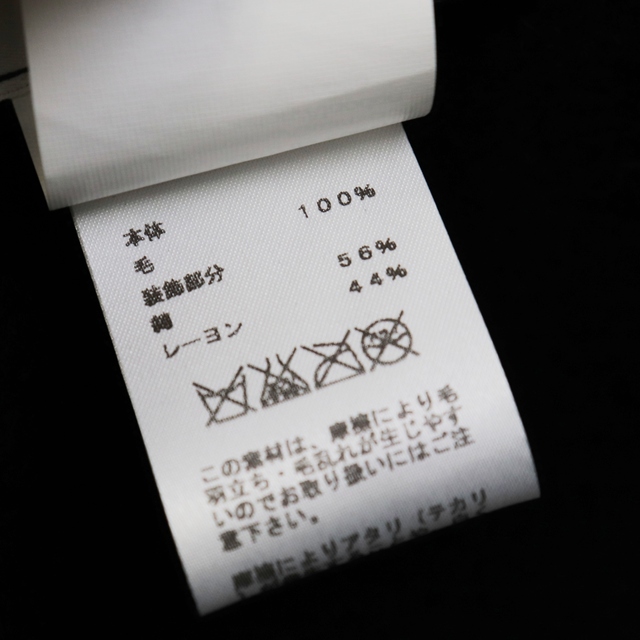 本体
毛 100%
装飾部分
綿 56%
レーヨン 44%
この素材は、摩擦により毛
羽立ち・毛乱れが生じやす
いのでお取り扱いにはご注
意下さい。
摩擦によりアタリ(テカリ